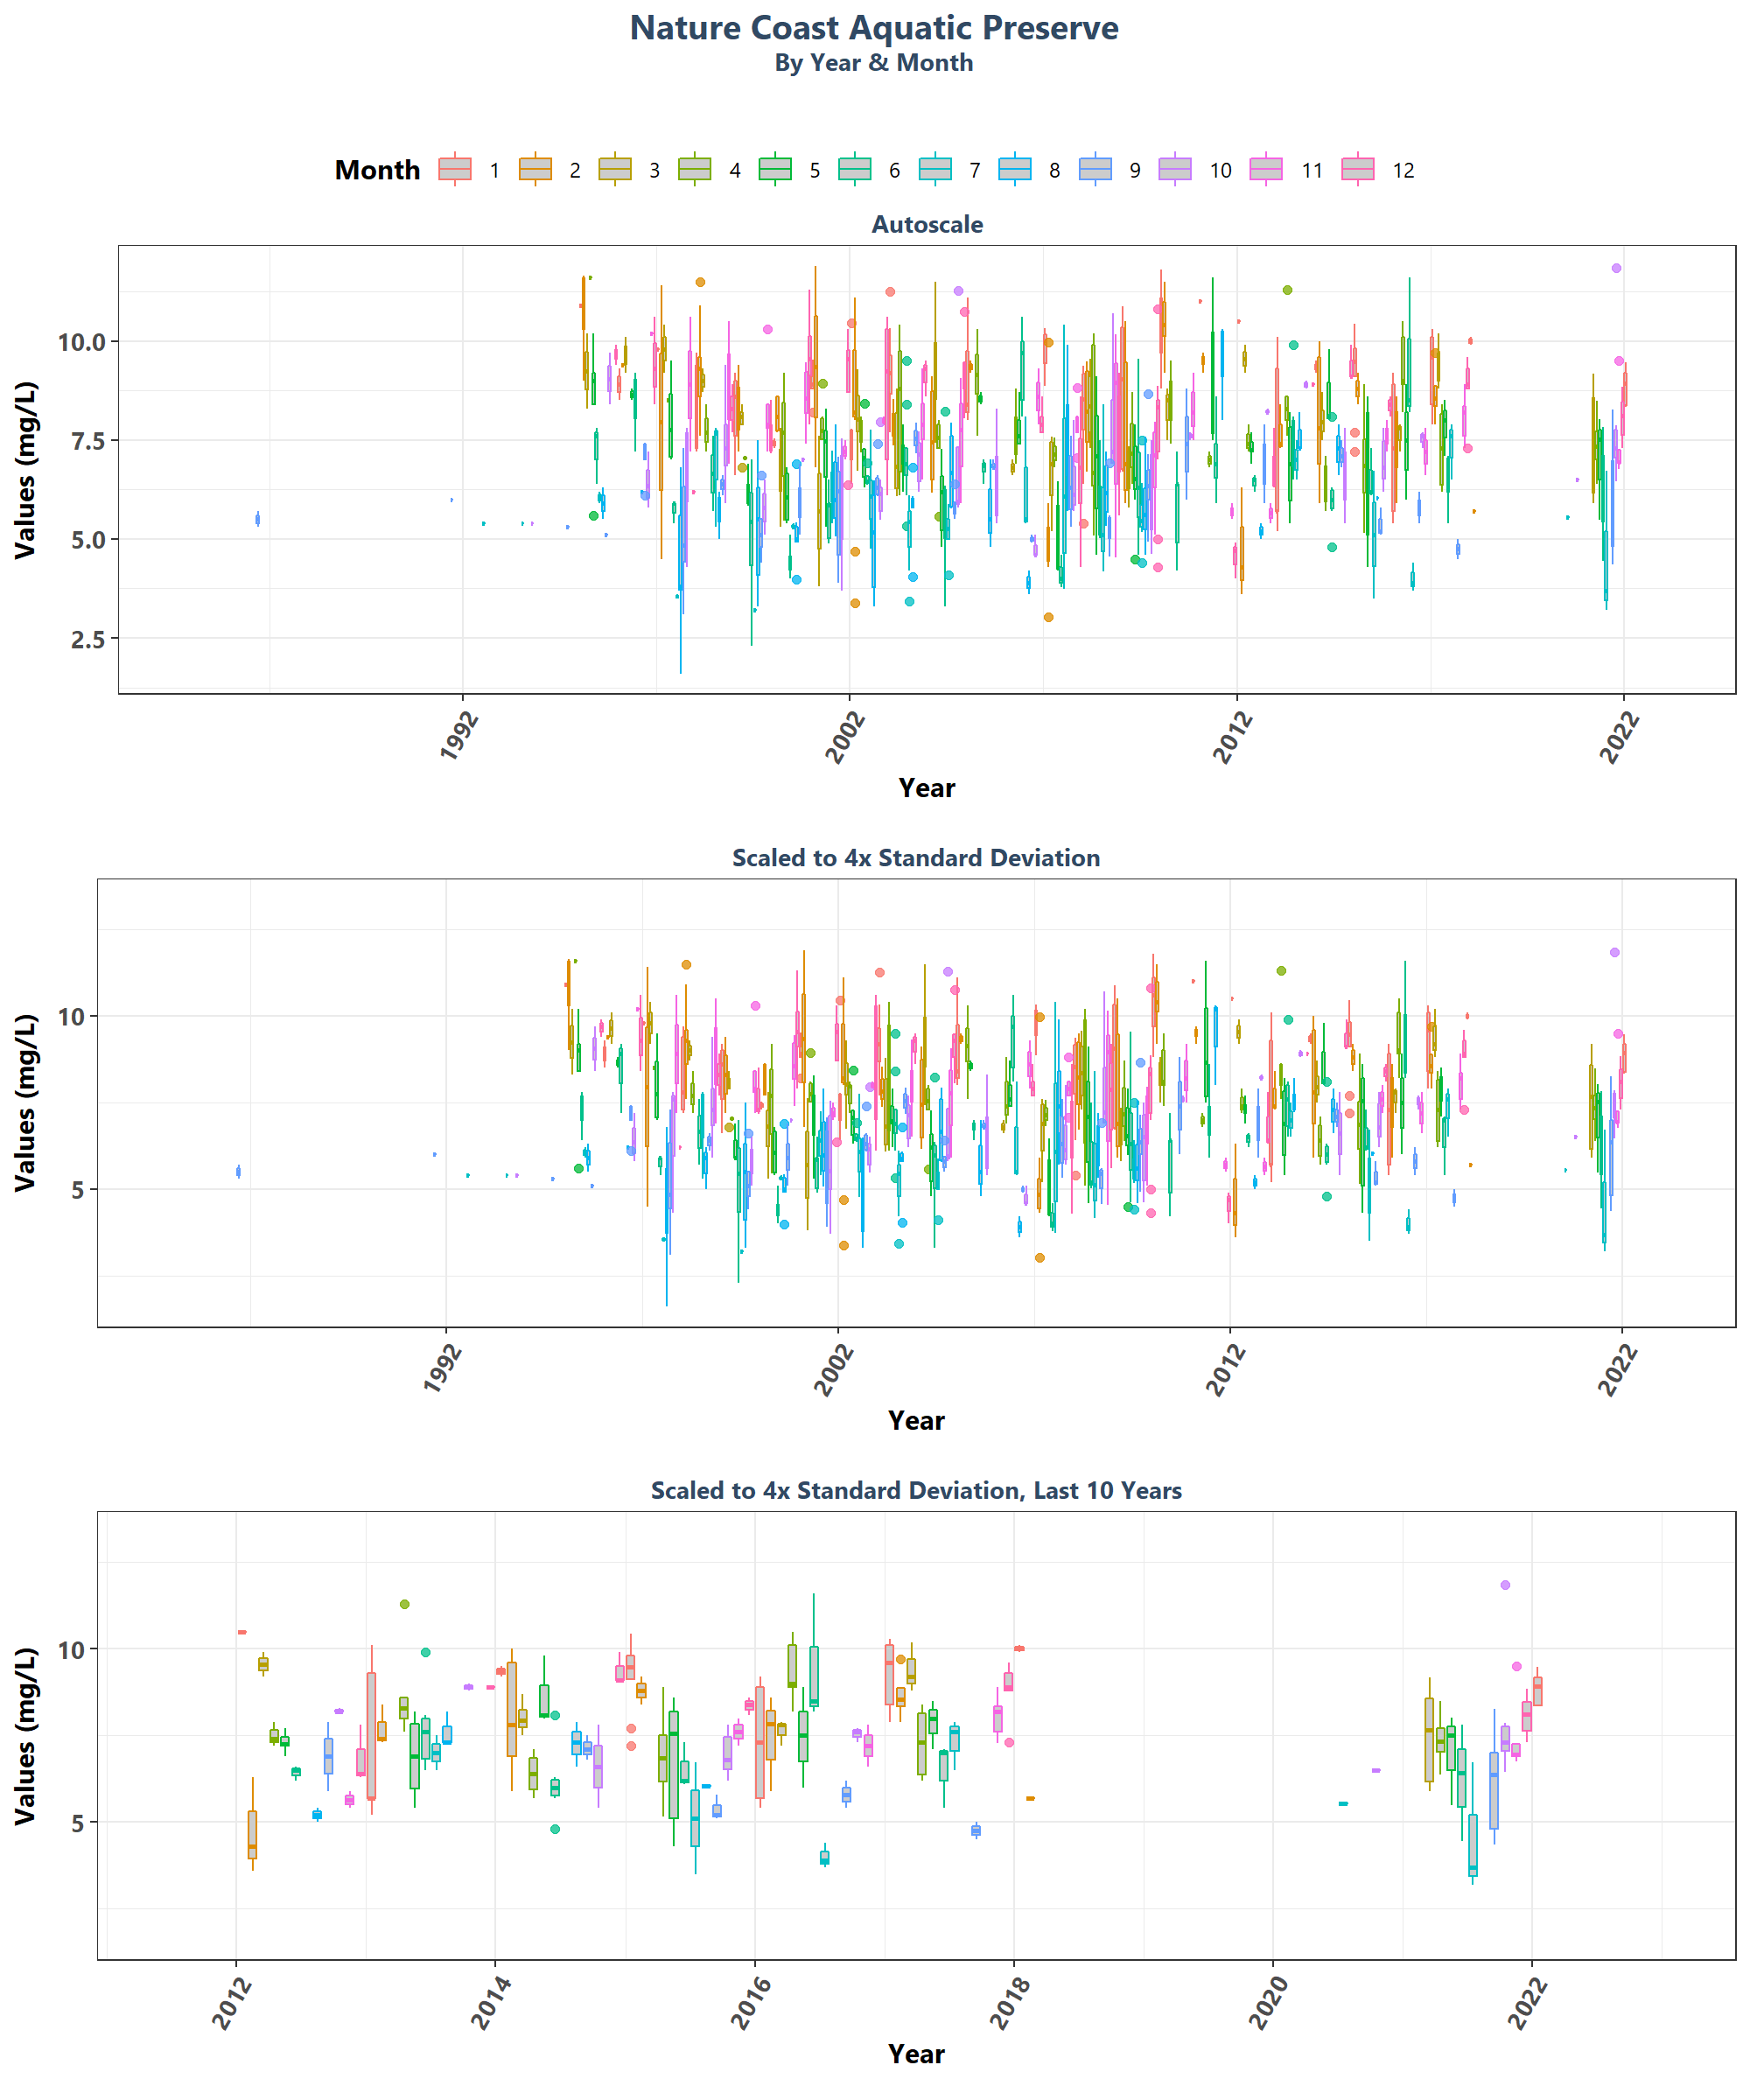 Nature Coast Aquatic Preserve
By Year & Month
Month 1 2 3 4 5 6 7 8 9 10 11 12
Autoscale
Values (mg/L)
10.0
7.5
5.0
2.5
1992 2002 2012 2022
Year
Scaled to 4x Standard Deviation
Values (mg/L)
10
5
1992 2002 2012 2022
Year
Scaled to 4x Standard Deviation, Last 10 Years
Values (mg/L)
10
5
2012 2014 2016 2018 2020 2022
Year